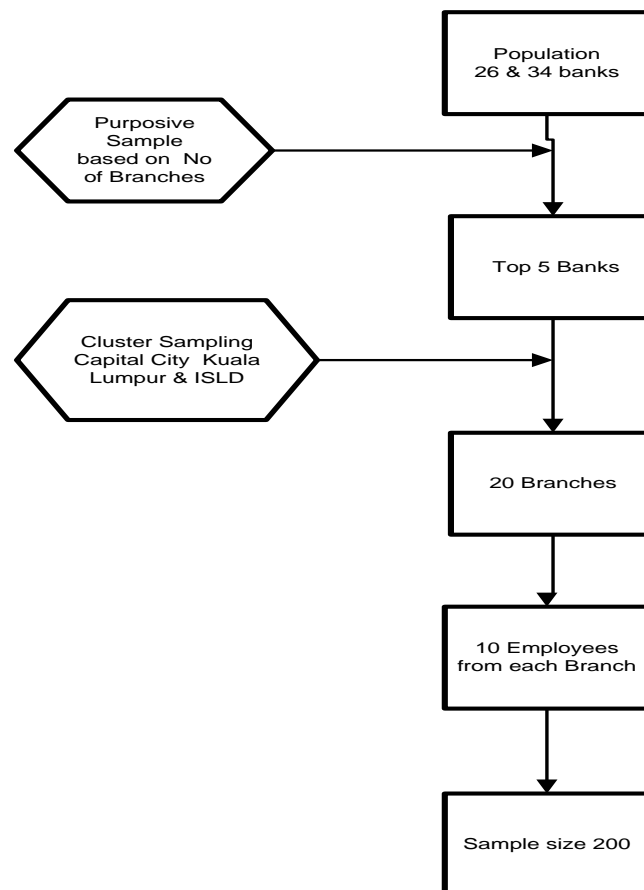 Population
26 & 34 banks
Purposive
Sample
based on No
of Branches
Top 5 Banks
Cluster Sampling
Capital City Kuala
Lumpur & ISLD
20 Branches
10 Employees
from each Branch
Sample size 200